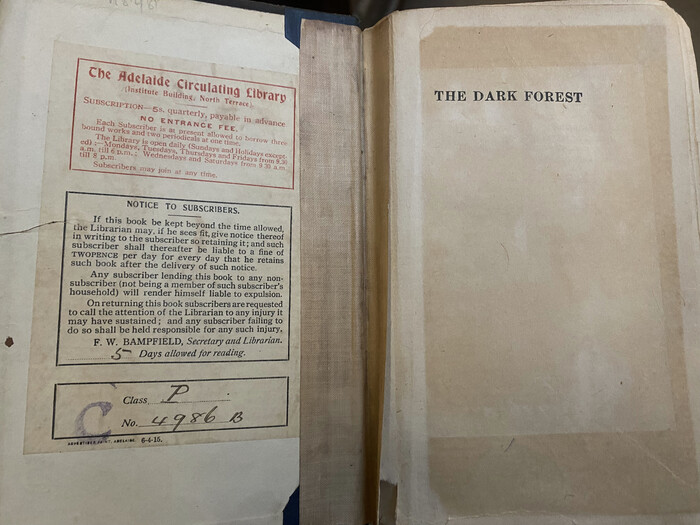 The Adelaide Circulating Library
(Institute Building, North Terrace)
SUBSCRIPTION—5s. quarterly, payable in advance
NO ENTRANCE FEE.
Each Subscriber is at present allowed to borrow three
bound works and two periodicals at one time.
The Library is open daily (Sundays and Holidays except
ed) :—Mondays, Tuesdays, Thursdays and Fridays from 9.30
a.m. till 6 p.m. ; Wednesdays and Saturdays from 9.30 a.m.
till 8 p.m.
Subscribers may join at any time.
NOTICE TO SUBSCRIBERS.
If this book be kept beyond the time allowed,
the Librarian may, if he sees fit, give notice thereof
in writing to the subscriber so retaining it ; and such
subscriber shall thereafter be liable to a fine of
TWOPENCE per day for every day that he retains
such book after the delivery of such notice.
Any subscriber lending this book to any non-
subscriber (not being a member of such subscriber's
household) will render himself liable to expulsion.
On returning this book subscribers are requested
to call the attention of the Librarian to any injury it
may have sustained ; and any subscriber failing to
do so shall be held responsible for any such injury.
F. W. BAMPFIELD, Secretary and Librarian.
5 Days allowed for reading.
Class P
No. 4986 B
C
6-4-15.
THE DARK FOREST